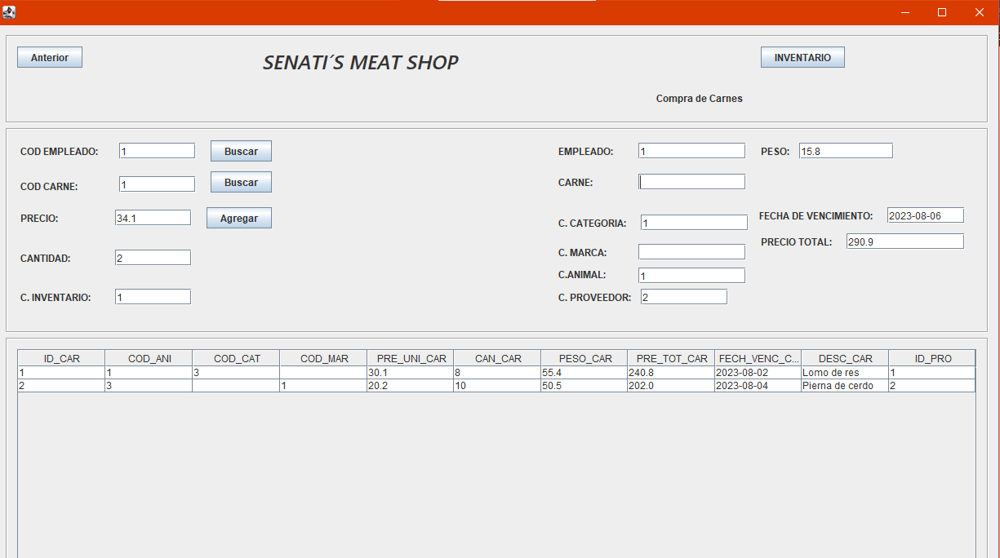 Anterior SENATI´S MEAT SHOP INVENTARIO
Compra de Carnes
COD EMPLEADO: 1 Buscar EMPLEADO: 1 PESO: 15.8
COD CARNE: 1 Buscar CARNE:
PRECIO: 34.1 Agregar C. CATEGORIA: 1 FECHA DE VENCIMIENTO: 2023-08-06
C. MARCA: PRECIO TOTAL: 290.9
CANTIDAD: 2 C.ANIMAL: 1
C. INVENTARIO: 1 C. PROVEEDOR: 2
ID_CAR COD_ANI COD_CAT COD_MAR PRE_UNI_CAR CAN_CAR PESO_CAR PRE_TOT_CAR FECH_VENC_C... DESC_CAR ID_PRO
1 1 3 30.1 8 55.4 240.8 2023-08-02 Lomo de res 1
2 3 1 20.2 10 50.5 202.0 2023-08-04 Pierna de cerdo 2